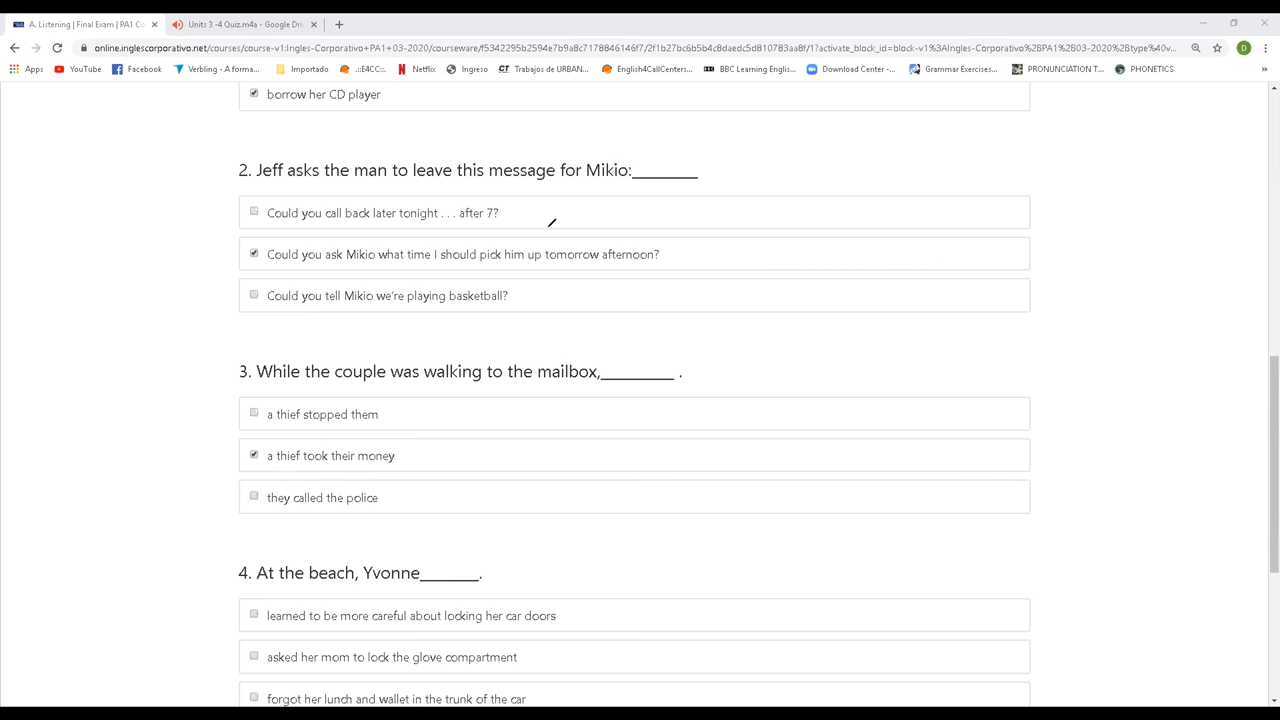 A. Listening | Final Exam | PA1 Co
Units 3 -4 Quiz.m4a - Google Dri
online.inglescorporativo.net/courses/course-v1:Ingles-Corporativo+PA1+03-2020/courseware/f5342295b2594e7b9a8c7178846146f7/2f1b27bc6b5b4c8daedc5d810783aa8f/1?activate_block_id=block-v1%3AIngles-Corporativo%2BPA1%2B03-2020%2Btype%40v...
D
Apps YouTube Facebook Verbling - A forma... Importado .::E4CC::. Netflix Ingreso CT Trabajos de URBAN... English4CallCenters... BBC Learning Englis... Download Center -... Grammar Exercises... PRONUNCIATION T... PHONETICS »
borrow her CD player
2. Jeff asks the man to leave this message for Mikio:________
Could you call back later tonight . . . after 7?
Could you ask Mikio what time I should pick him up tomorrow afternoon?
Could you tell Mikio we're playing basketball?
3. While the couple was walking to the mailbox,_________ .
a thief stopped them
a thief took their money
they called the police
4. At the beach, Yvonne_______.
learned to be more careful about locking her car doors
asked her mom to lock the glove compartment
forgot her lunch and wallet in the trunk of the car